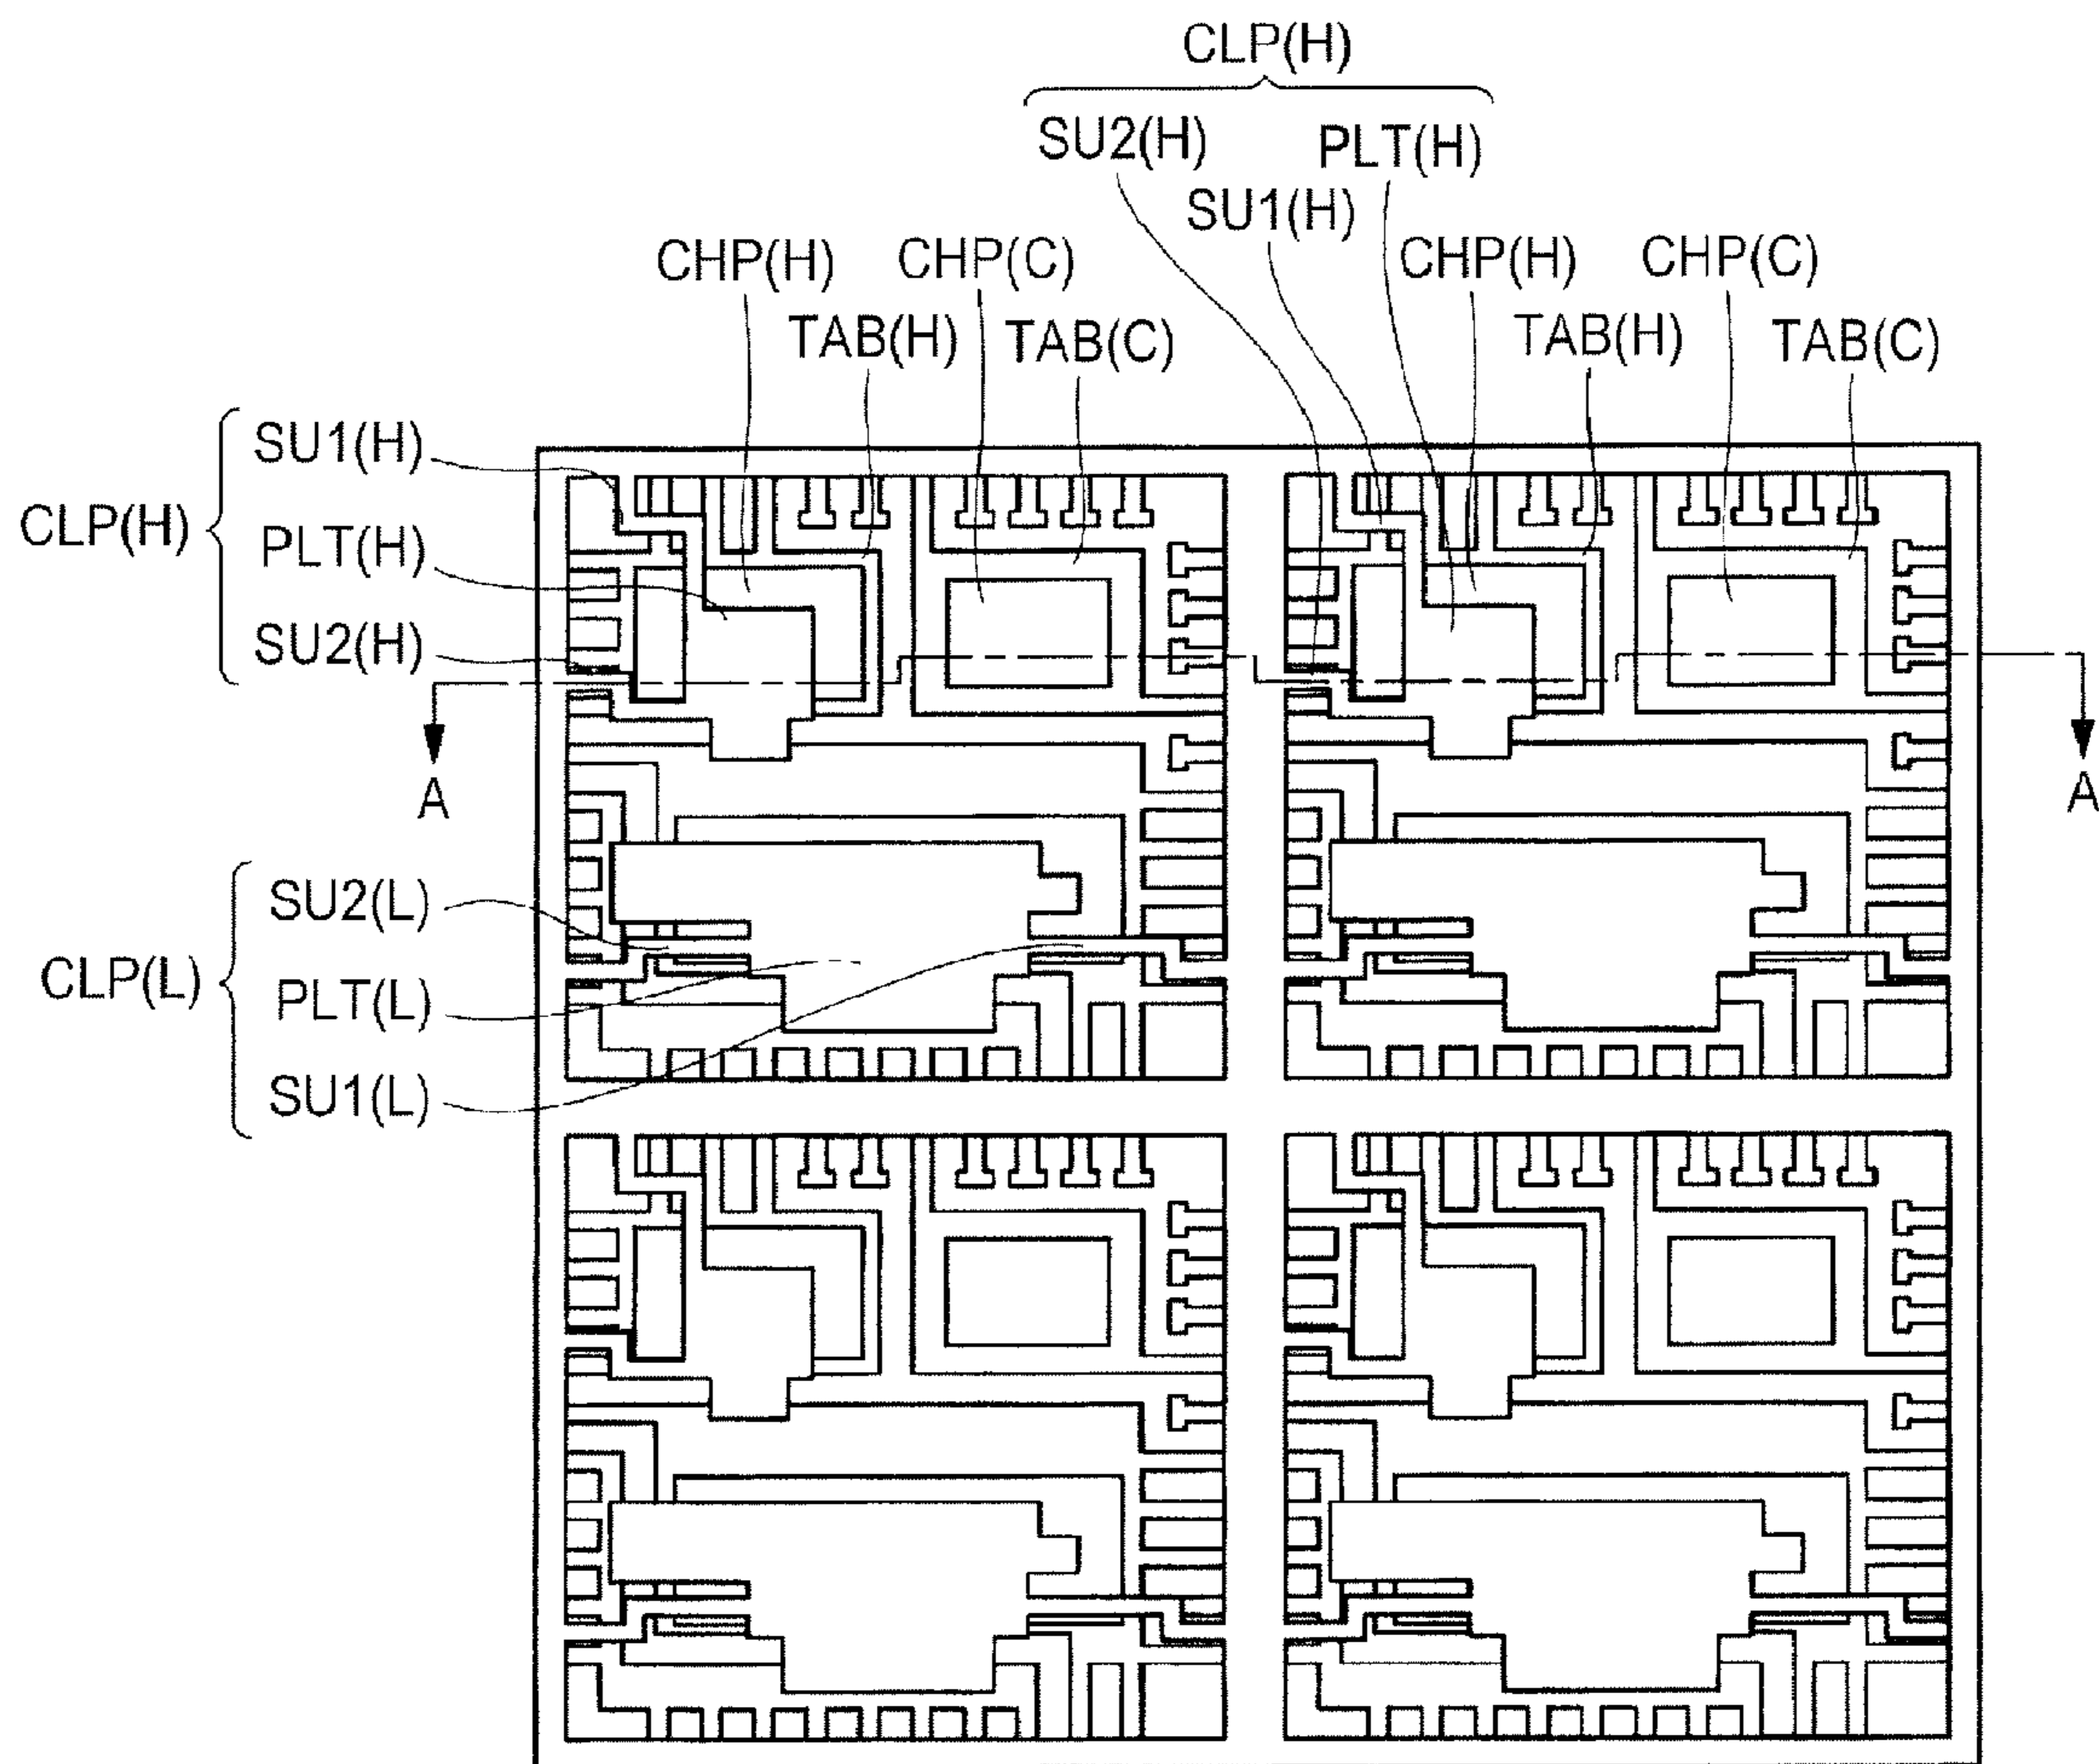 CLP(H)
SU2(H) PLT(H)
SU1(H)
CHP(H) CHP(C) CHP(H) CHP(C)
TAB(H) TAB(C) TAB(H) TAB(C)
SU1(H)
CLP(H) PLT(H)
SU2(H)
A A
SU2(L)
CLP(L) PLT(L)
SU1(L)